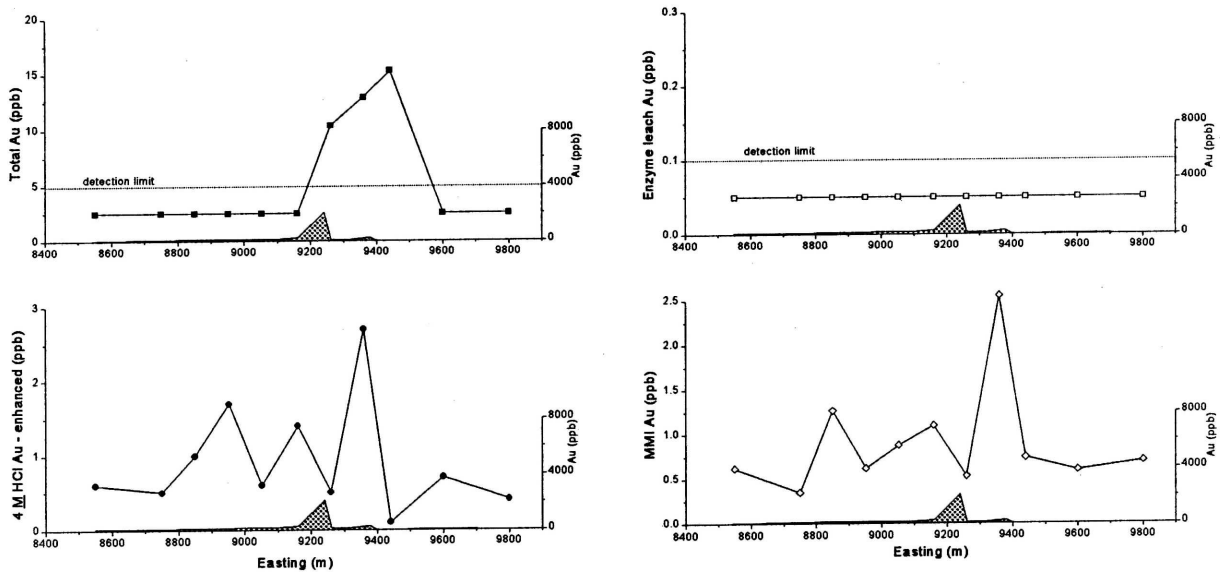 Total Au (ppb)
20
15
10
5
0
detection limit
8000
4000
0
Au (ppb)
8400 8600 8800 9000 9200 9400 9600 9800
Enzyme leach Au (ppb)
0.3
0.2
0.1
0.0
detection limit
8000
4000
0
Au (ppb)
8400 8600 8800 9000 9200 9400 9600 9800
4 M HCl Au - enhanced (ppb)
3
2
1
0
8000
4000
0
Au (ppb)
8400 8600 8800 9000 9200 9400 9600 9800
Easting (m)
MMI Au (ppb)
2.5
2.0
1.5
1.0
0.5
0.0
8000
4000
0
Au (ppb)
8400 8600 8800 9000 9200 9400 9600 9800
Easting (m)